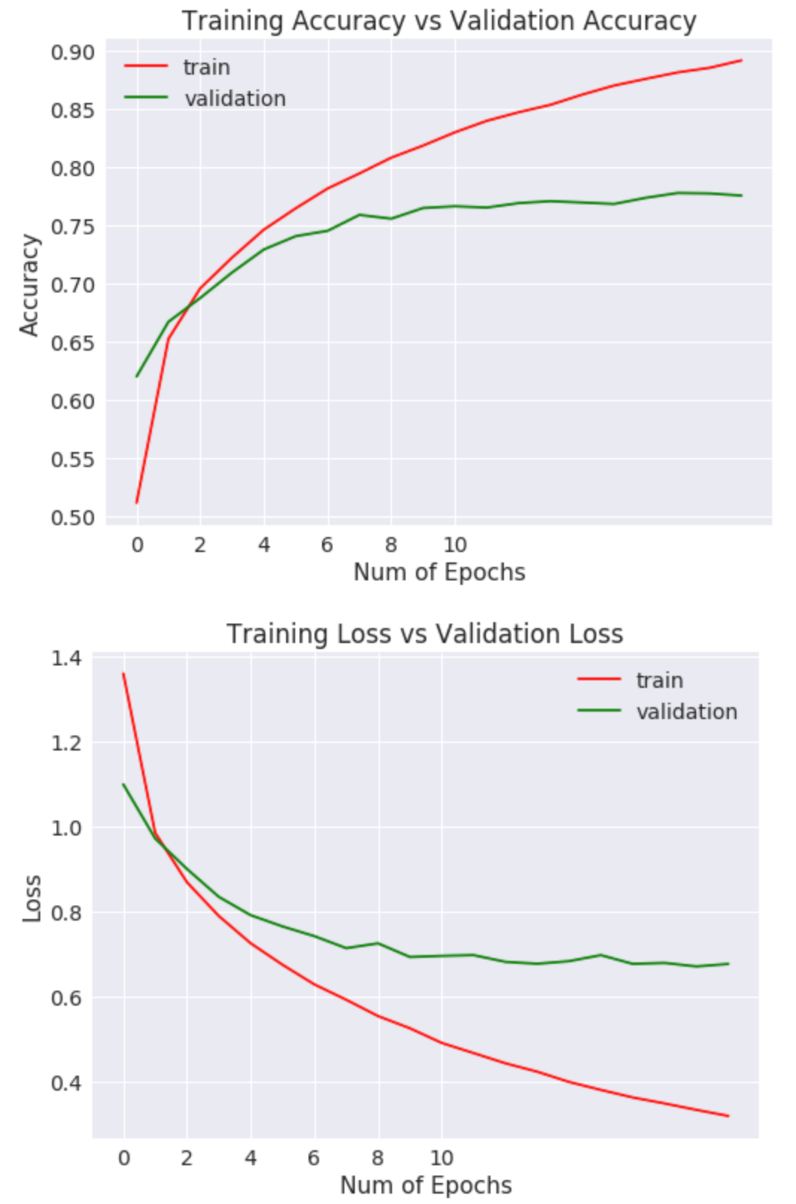 Training Accuracy vs Validation Accuracy
0.90
train
validation
0.85
0.80
0.75
0.70
0.65
0.60
0.55
0.50
Accuracy
0 2 4 6 8 10
Num of Epochs
Training Loss vs Validation Loss
1.4
train
validation
1.2
1.0
0.8
0.6
0.4
Loss
0 2 4 6 8 10
Num of Epochs